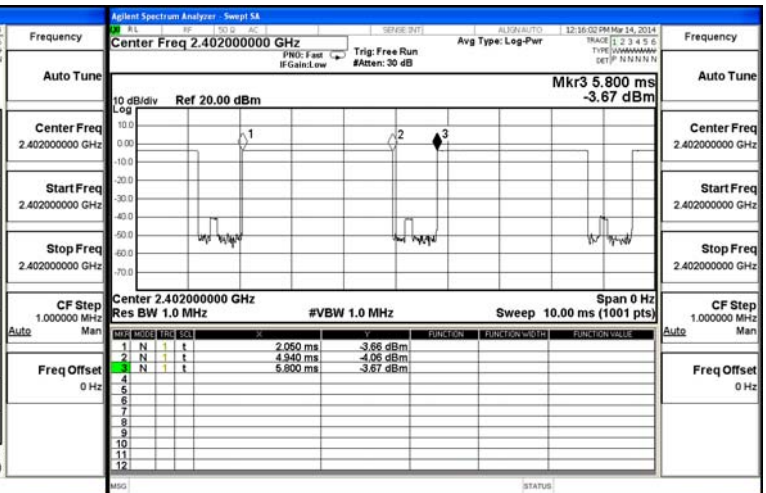 Frequency
Auto Tune
Center Freq
2.402000000 GHz
Start Freq
2.402000000 GHz
Stop Freq
2.402000000 GHz
CF Step
1.000000 MHz
Auto Man
Freq Offset
0 Hz
Agilent Spectrum Analyzer - Swept SA
RL RF 50 Ω AC SENSE:INT ALIGN AUTO 12:16:02 PM Mar 14, 2014
Center Freq 2.402000000 GHz
PNO: Fast
IFGain:Low
Trig: Free Run
#Atten: 30 dB
Avg Type: Log-Pwr
TRACE 1 2 3 4 5 6
TYPE
DET P N N N N N
Mkr3 5.800 ms
-3.67 dBm
10 dB/div Ref 20.00 dBm
Log
10.0
0.00
-10.0
-20.0
-30.0
-40.0
-50.0
-60.0
-70.0
1
2
3
Center 2.402000000 GHz Span 0 Hz
Res BW 1.0 MHz #VBW 1.0 MHz Sweep 10.00 ms (1001 pts)
MKR MODE TRC SCL X Y FUNCTION FUNCTION WIDTH FUNCTION VALUE
1 N 1 t 2.050 ms -3.66 dBm
2 N 1 t 4.940 ms -4.06 dBm
3 N 1 t 5.800 ms -3.67 dBm
4
5
6
7
8
9
10
11
12
MSG STATUS
Frequency
Auto Tune
Center Freq
2.402000000 GHz
Start Freq
2.402000000 GHz
Stop Freq
2.402000000 GHz
CF Step
1.000000 MHz
Auto Man
Freq Offset
0 Hz